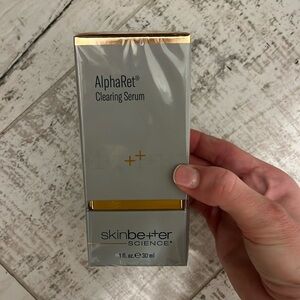 AlphaRet®
Clearing Serum
++
skinbetter
SCIENCE®
1 fl. oz. ℮ 30 ml